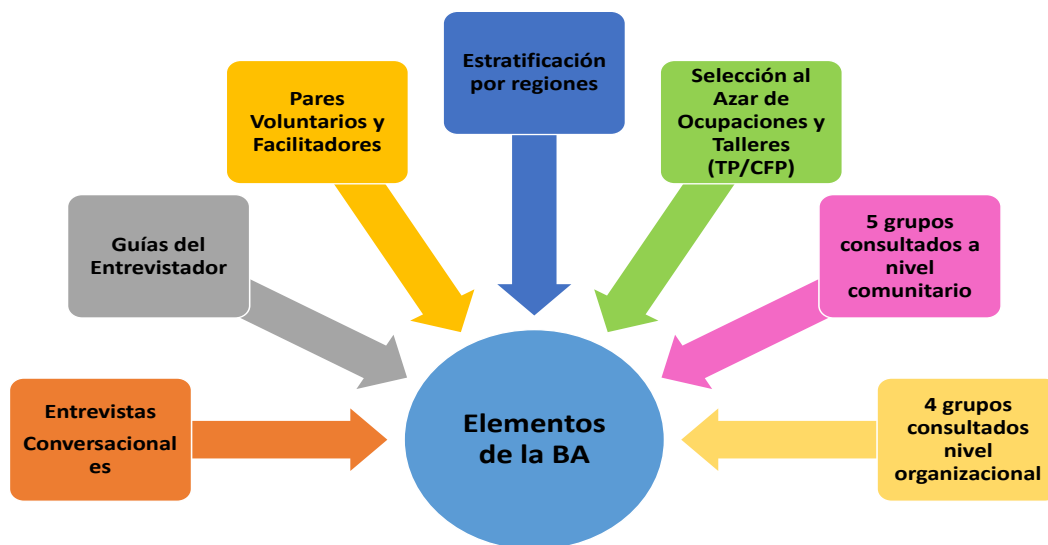 Estratificación
por regiones
Pares
Voluntarios y
Facilitadores
Selección al
Azar de
Ocupaciones y
Talleres
(TP/CFP)
Guías del
Entrevistador
5 grupos
consultados a
nivel
comunitario
Entrevistas
Conversacional
es
Elementos
de la BA
4 grupos
consultados
nivel
organizacional